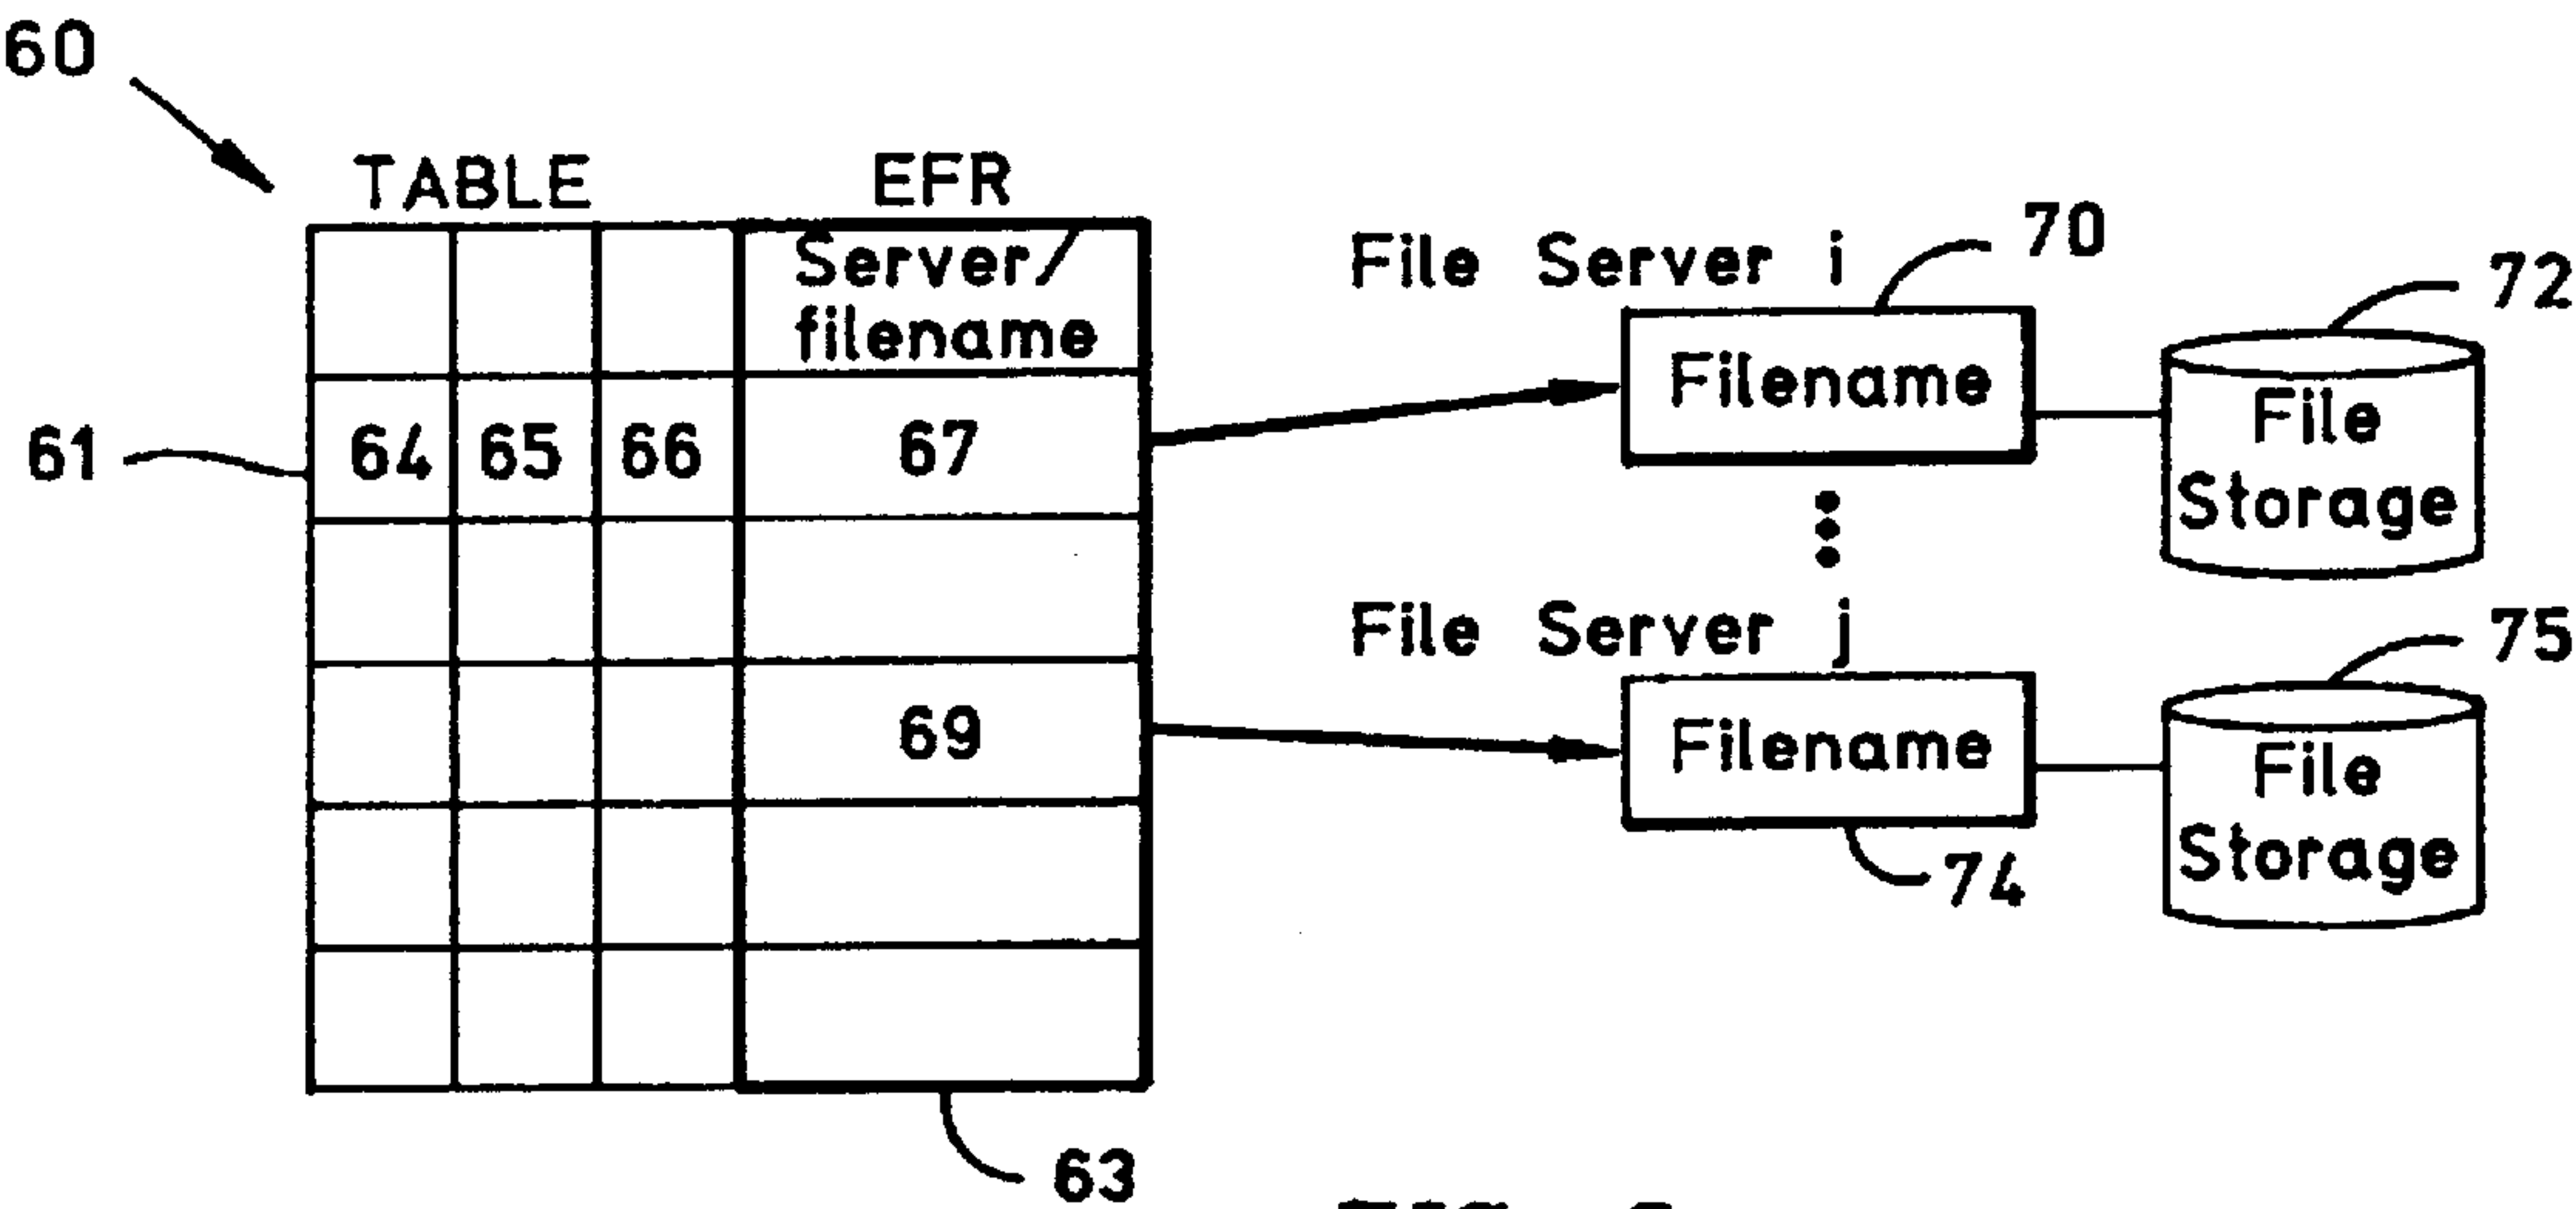 60
TABLE
EFR
Server/
filename
61
64 65 66 67
69
63
File Server i
70
Filename
72
File
Storage
File Server j
Filename
74
75
File
Storage